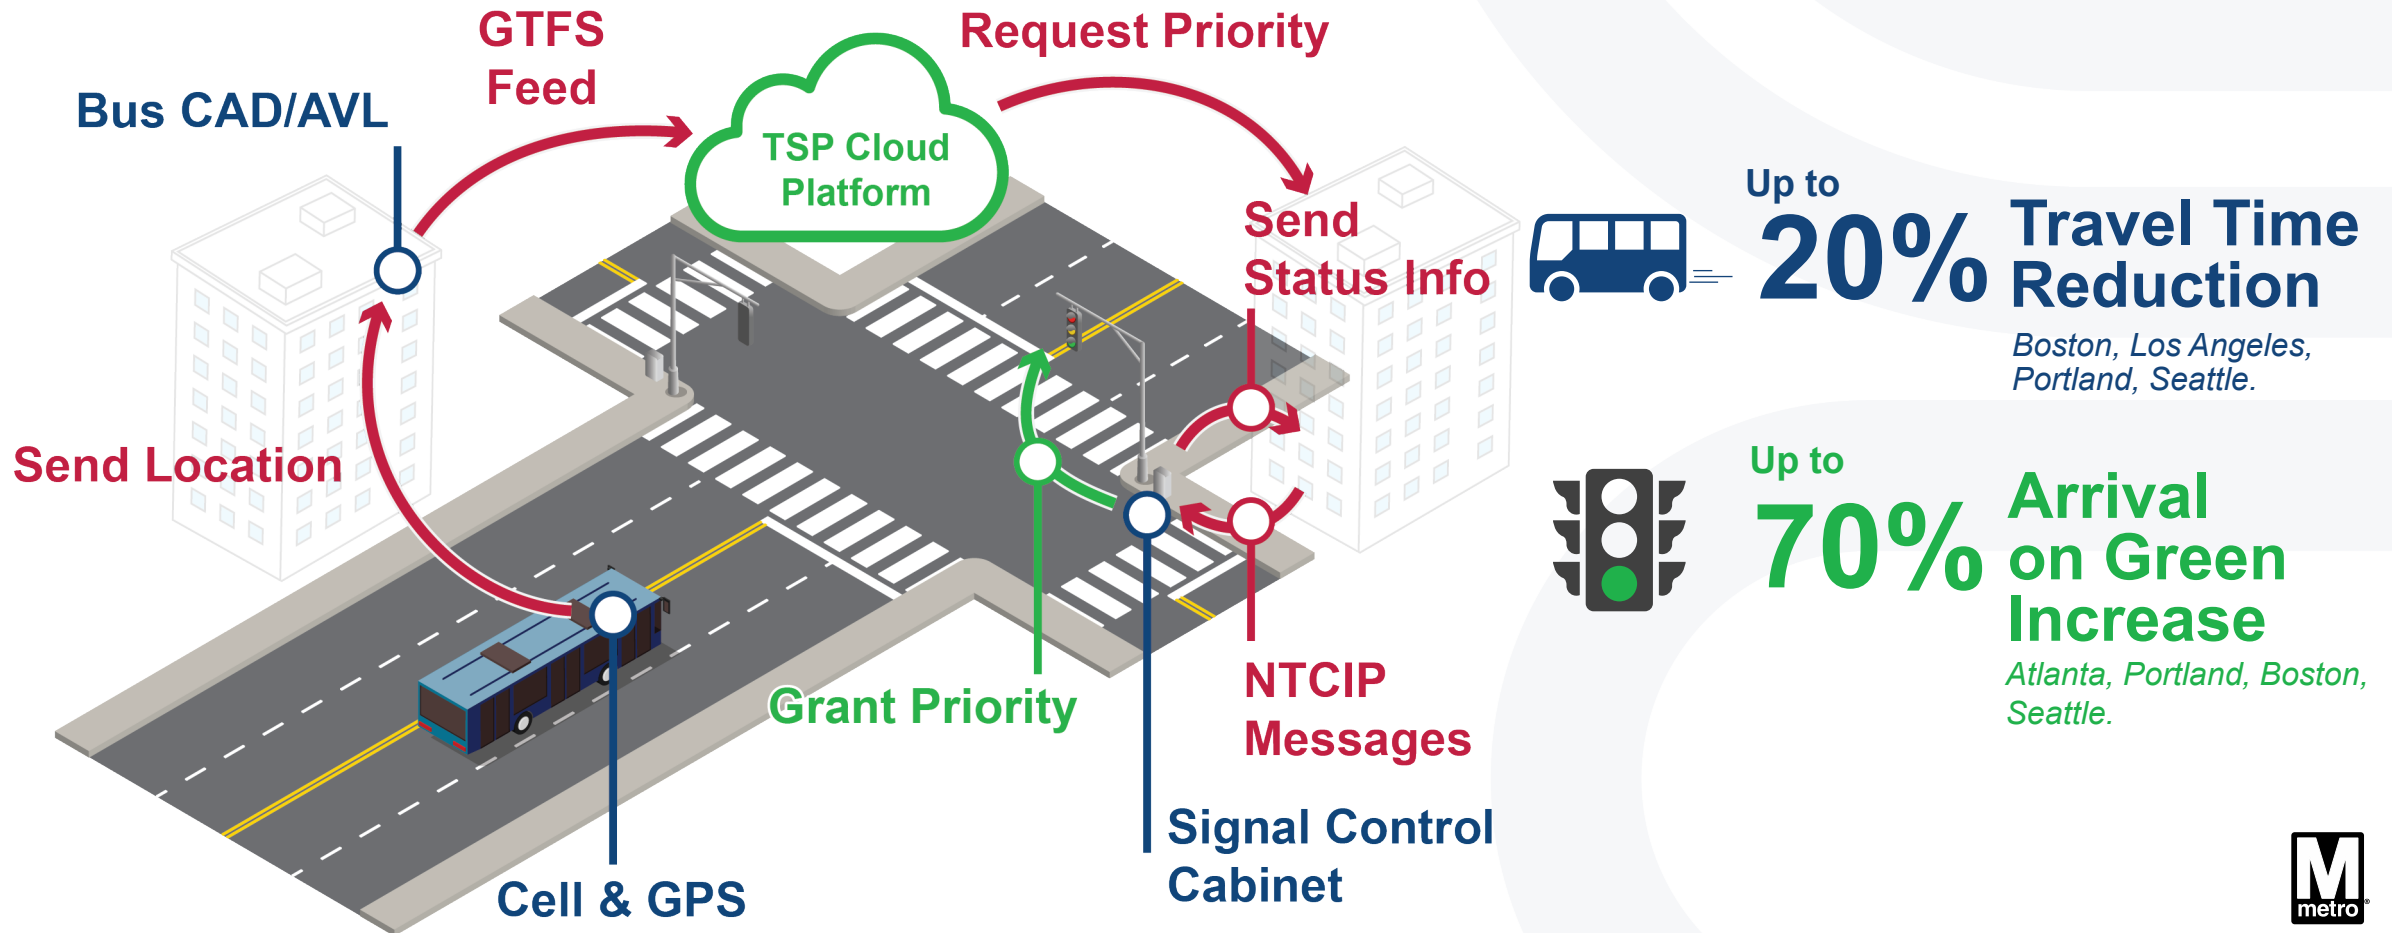 GTFS
Feed
Request Priority
Bus CAD/AVL
TSP Cloud
Platform
Send
Status Info
Send Location
Grant Priority
NTCIP
Messages
Signal Control
Cabinet
Cell & GPS
Up to
20%
Travel Time
Reduction
Boston, Los Angeles,
Portland, Seattle.
Up to
70%
Arrival
on Green
Increase
Atlanta, Portland, Boston,
Seattle.
M
metro
®